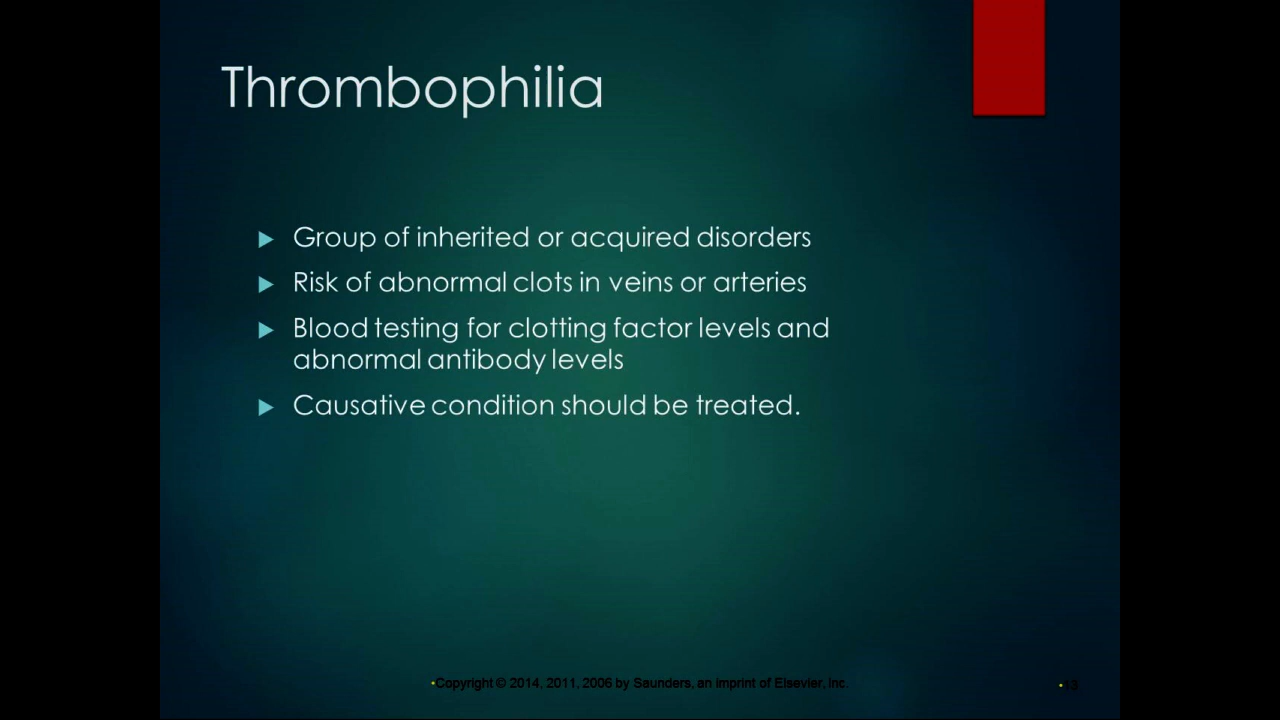 Thrombophilia
Group of inherited or acquired disorders
Risk of abnormal clots in veins or arteries
Blood testing for clotting factor levels and
abnormal antibody levels
Causative condition should be treated.
•Copyright © 2014, 2011, 2006 by Saunders, an imprint of Elsevier, Inc.
•13